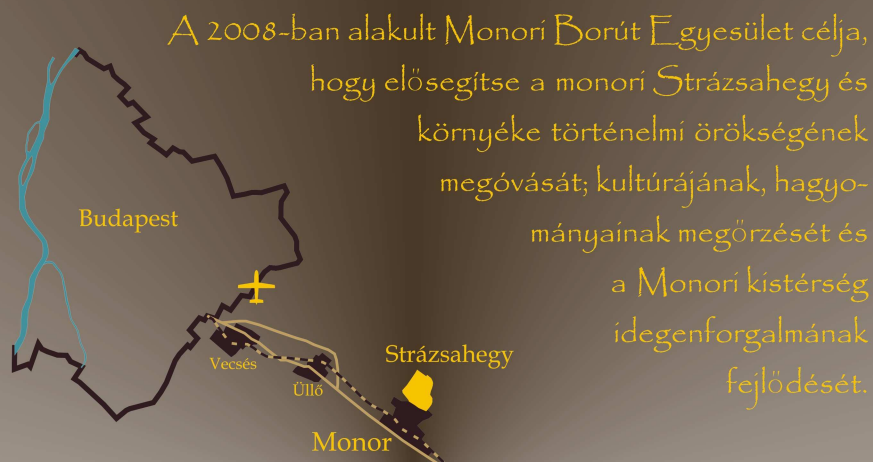 A 2008-ban alakult Monori Borút Egyesület célja,
hogy elősegítse a monori Strázsahegy és
környéke történelmi örökségének
megóvását; kultúrájának, hagyo-
mányainak megőrzését és
a Monori kistérség
idegenforgalmának
fejlődését.
Budapest
Vecsés
Üllő
Strázsahegy
Monor